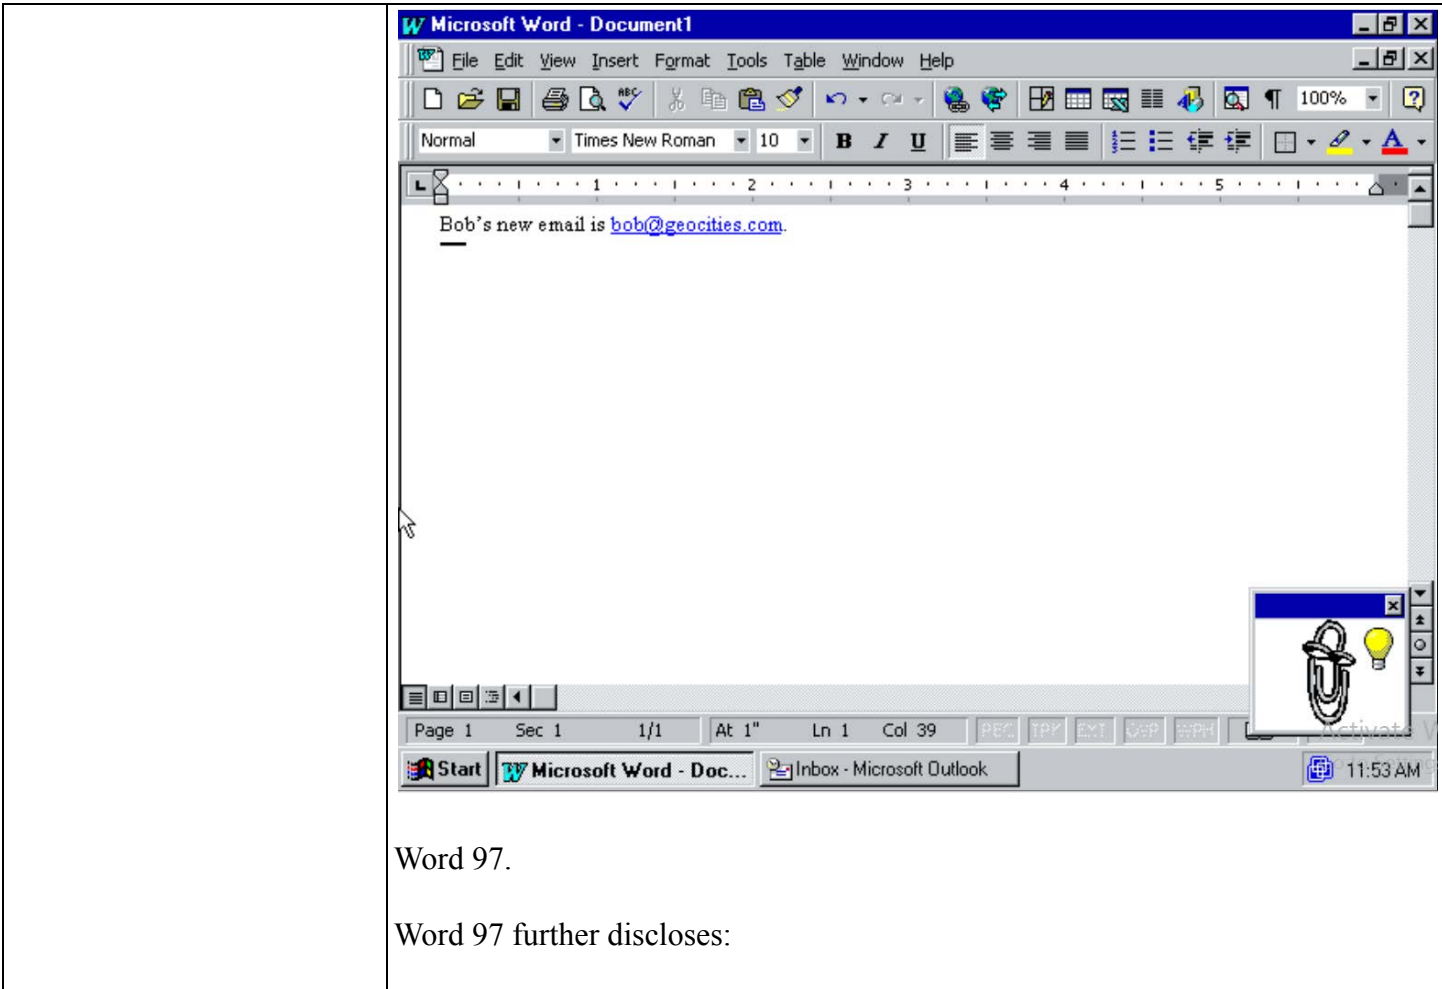 Microsoft Word - Document1
File Edit View Insert Format Tools Table Window Help
100%
Normal Times New Roman 10 B I U A
1 2 3 4 5
Bob's new email is bob@geocities.com.
Page 1 Sec 1 1/1 At 1" Ln 1 Col 39 REC TRK EXT OVR WPH
Start Microsoft Word - Doc... Inbox - Microsoft Outlook 11:53 AM
Word 97.
Word 97 further discloses: